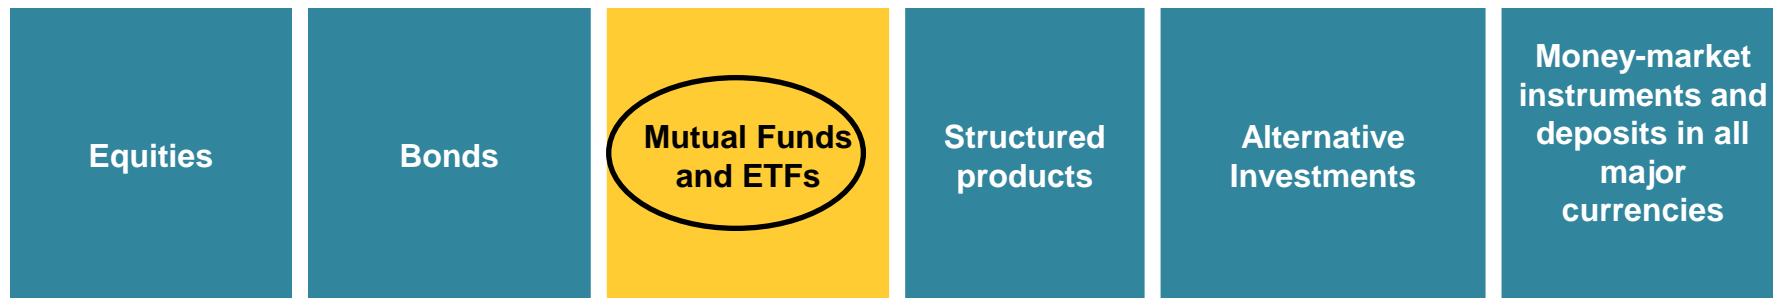 Equities
Bonds
Mutual Funds
and ETFs
Structured
products
Alternative
Investments
Money-market
instruments and
deposits in all
major
currencies